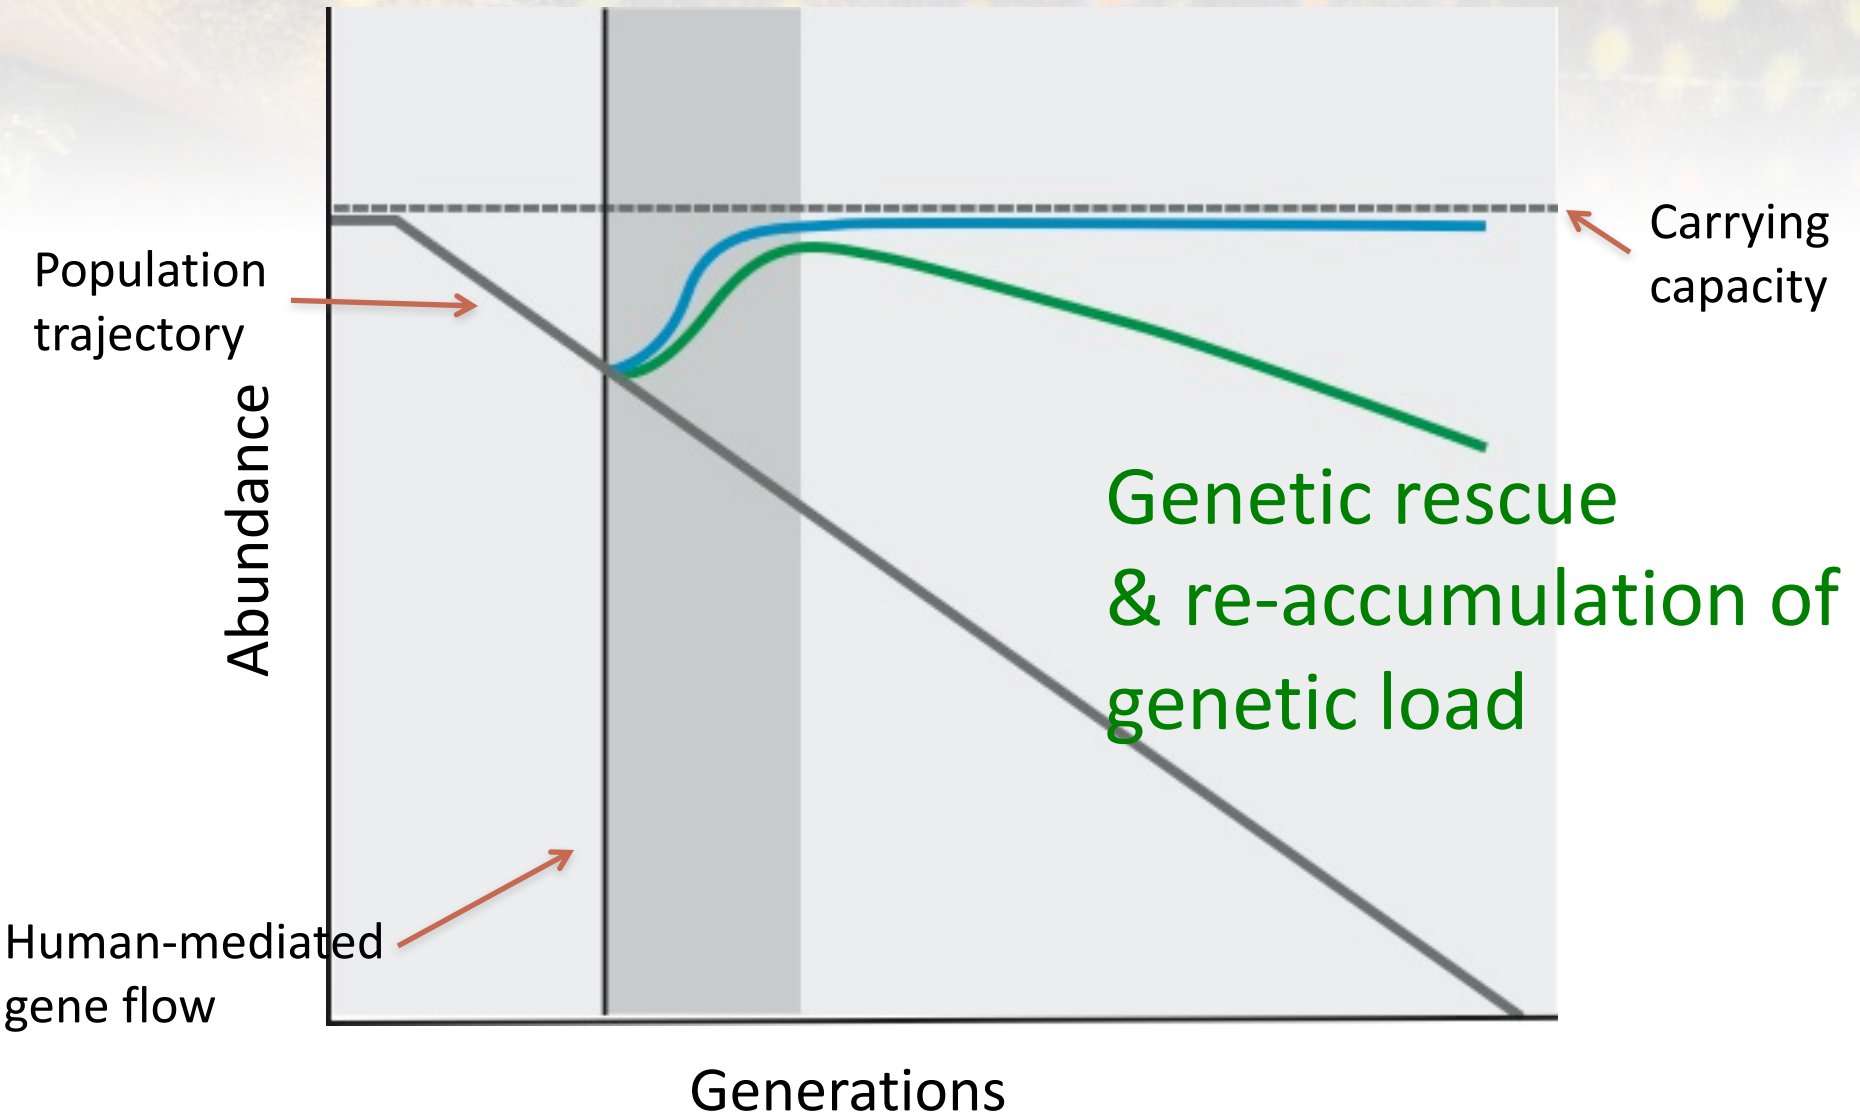 Population
trajectory
Carrying
capacity
Abundance
Genetic rescue
& re-accumulation of
genetic load
Human-mediated
gene flow
Generations